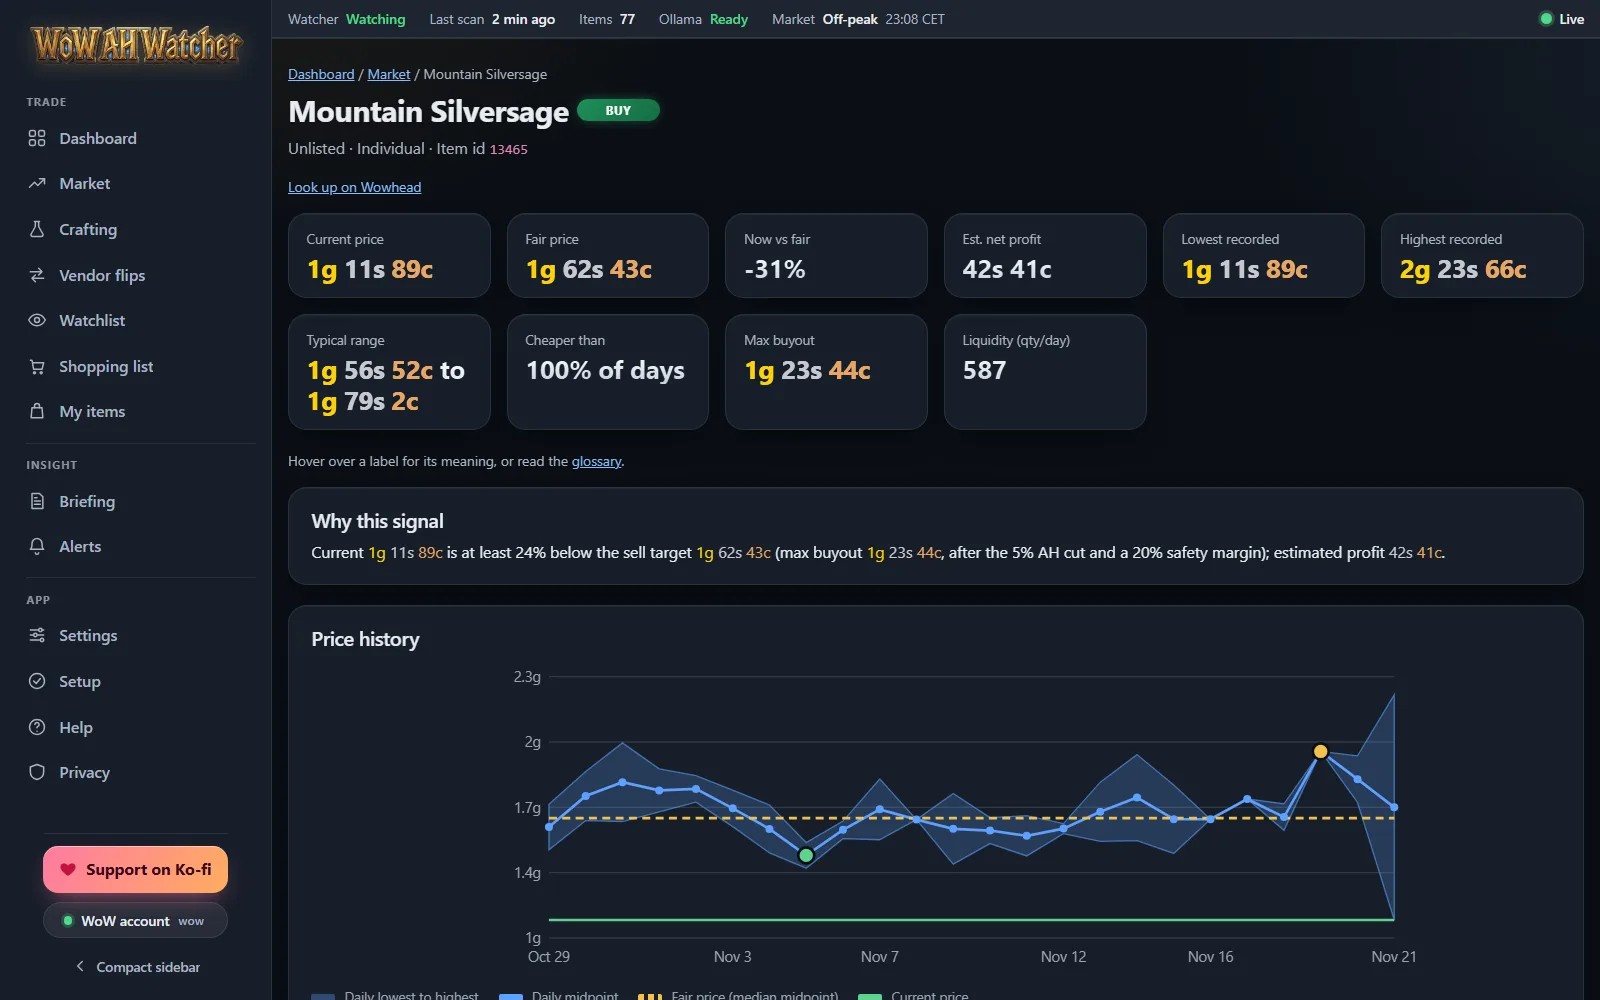 WoW AH Watcher
TRADE
Dashboard
Market
Crafting
Vendor flips
Watchlist
Shopping list
My items
INSIGHT
Briefing
Alerts
APP
Settings
Setup
Help
Privacy
Support on Ko-fi
WoW account wow
Compact sidebar
Watcher Watching Last scan 2 min ago Items 77 Ollama Ready Market Off-peak 23:08 CET Live
Dashboard / Market / Mountain Silversage
Mountain Silversage BUY
Unlisted · Individual · Item id 13465
Look up on Wowhead
Current price
1g 11s 89c
Fair price
1g 62s 43c
Now vs fair
-31%
Est. net profit
42s 41c
Lowest recorded
1g 11s 89c
Highest recorded
2g 23s 66c
Typical range
1g 56s 52c to
1g 79s 2c
Cheaper than
100% of days
Max buyout
1g 23s 44c
Liquidity (qty/day)
587
Hover over a label for its meaning, or read the glossary.
Why this signal
Current 1g 11s 89c is at least 24% below the sell target 1g 62s 43c (max buyout 1g 23s 44c, after the 5% AH cut and a 20% safety margin); estimated profit 42s 41c.
Price history
2.3g
2g
1.7g
1.4g
1g
Oct 29 Nov 3 Nov 7 Nov 12 Nov 16 Nov 21
Daily lowest to highest Daily midpoint Fair price (median midpoint) Current price